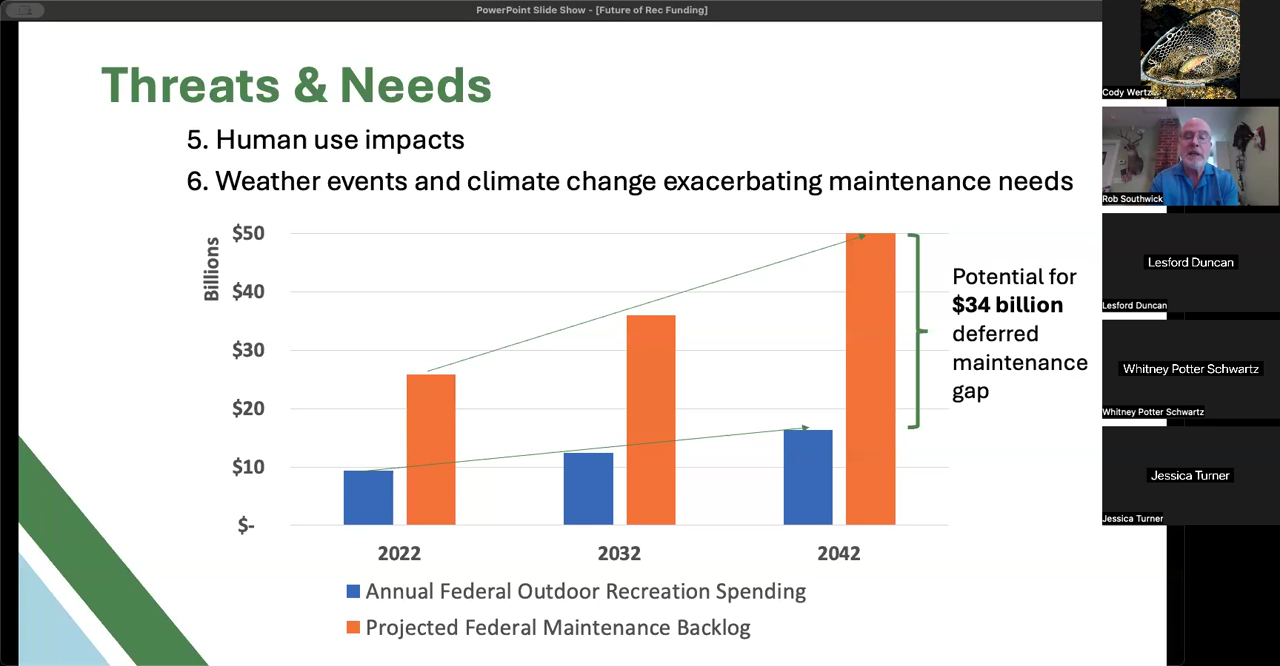 PowerPoint Slide Show - [Future of Rec Funding]
Threats & Needs
5. Human use impacts
6. Weather events and climate change exacerbating maintenance needs
Billions
$50
$40
$30
$20
$10
$-
2022
2032
2042
Potential for
$34 billion
deferred
maintenance
gap
Annual Federal Outdoor Recreation Spending
Projected Federal Maintenance Backlog
Cody Wertz
Rob Southwick
Lesford Duncan
Lesford Duncan
Whitney Potter Schwartz
Whitney Potter Schwartz
Jessica Turner
Jessica Turner